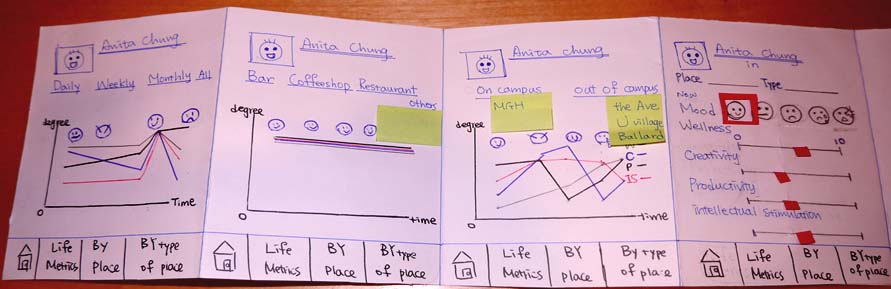 Anita Chung
Daily Weekly Monthly All
degree
0
Time
Life Metrics
BY Place
BY type of place
Anita Chung
Bar Coffeeshop Restaurant
others
degree
0
time
Life Metrics
BY Place
BY type of place
Anita Chung
On campus
out of campus
MGH
the Ave
U village
Ballard
degree
C
P
IS
0
time
Life Metrics
BY Place
By type of place
Anita Chung
in
Place
Type
Now
Mood
Wellness
0
10
Creativity
Productivity
intellectual stimulation
Life Metrics
BY Place
BY type of place